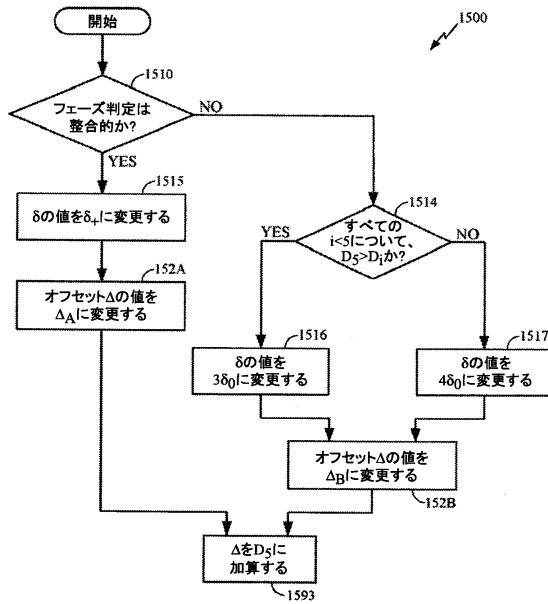 開始
1500
1510
フェーズ判定は
整合的か?
NO
YES
1515
δの値をδ+に変更する
1514
すべての
i<5について、
D5>Diか?
YES
NO
152A
オフセットΔの値を
ΔAに変更する
1516
δの値を
3δ0に変更する
1517
δの値を
4δ0に変更する
オフセットΔの値を
ΔBに変更する
152B
ΔをD5に
加算する
1593